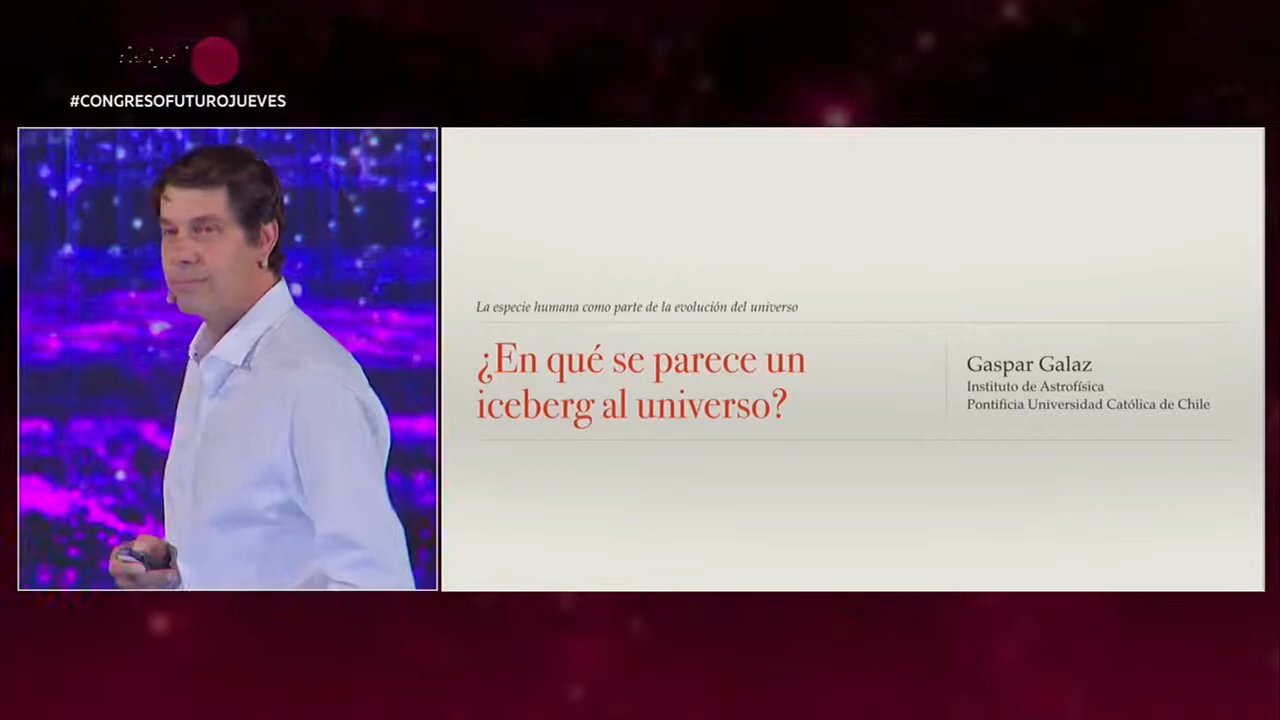 #CONGRESOFUTUROJUEVES
La especie humana como parte de la evolución del universo
¿En qué se parece un
iceberg al universo?
Gaspar Galaz
Instituto de Astrofísica
Pontificia Universidad Católica de Chile